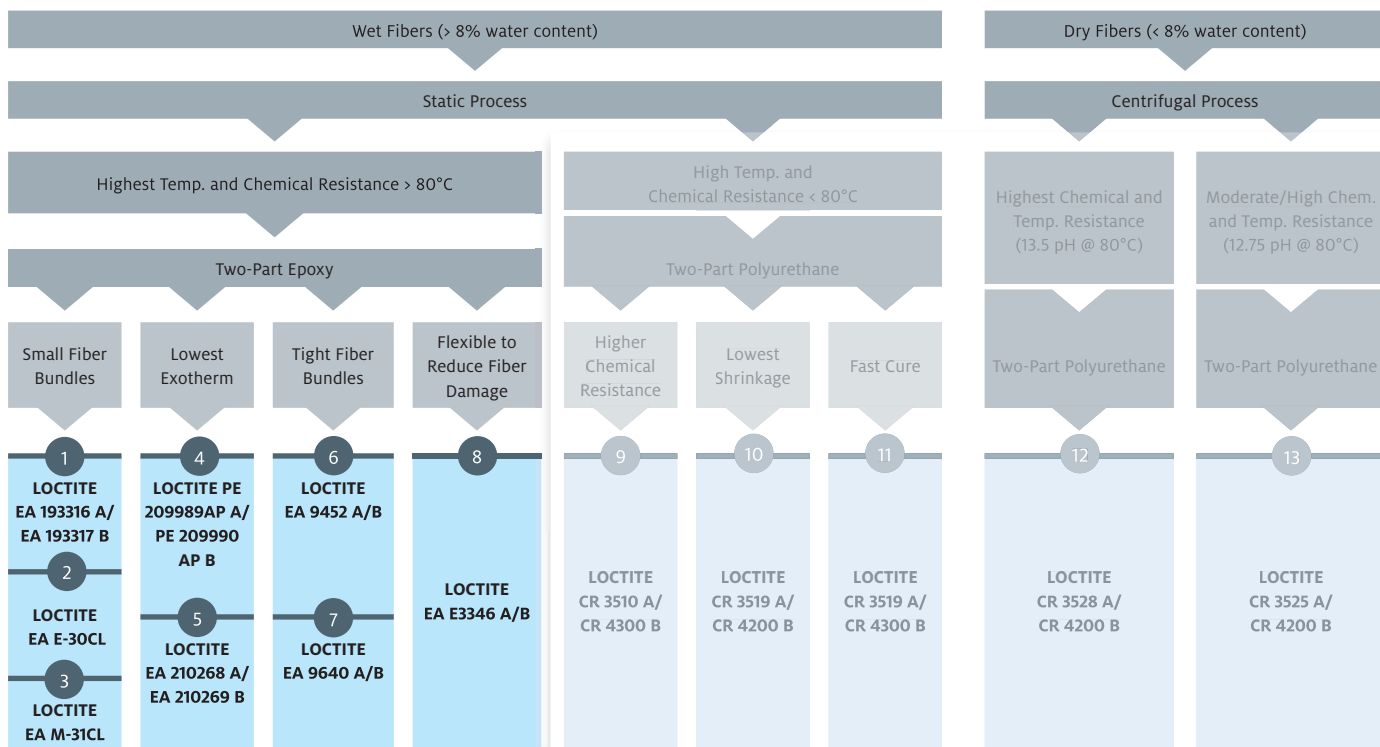 Wet Fibers (> 8% water content)
Dry Fibers (< 8% water content)
Static Process
Centrifugal Process
Highest Temp. and Chemical Resistance > 80°C
High Temp. and
Chemical Resistance < 80°C
Highest Chemical and
Temp. Resistance
(13.5 pH @ 80°C)
Moderate/High Chem.
and Temp. Resistance
(12.75 pH @ 80°C)
Two-Part Epoxy
Two-Part Polyurethane
Small Fiber
Bundles
Lowest
Exotherm
Tight Fiber
Bundles
Flexible to
Reduce Fiber
Damage
Higher
Chemical
Resistance
Lowest
Shrinkage
Fast Cure
Two-Part Polyurethane
Two-Part Polyurethane
1
LOCTITE
EA 193316 A/
EA 193317 B
2
LOCTITE
EA E-30CL
3
LOCTITE
EA M-31CL
4
LOCTITE PE
209989AP A/
PE 209990
AP B
5
LOCTITE
EA 210268 A/
EA 210269 B
6
LOCTITE
EA 9452 A/B
7
LOCTITE
EA 9640 A/B
8
LOCTITE
EA E3346 A/B
9
LOCTITE
CR 3510 A/
CR 4300 B
10
LOCTITE
CR 3519 A/
CR 4200 B
11
LOCTITE
CR 3519 A/
CR 4300 B
12
LOCTITE
CR 3528 A/
CR 4200 B
13
LOCTITE
CR 3525 A/
CR 4200 B